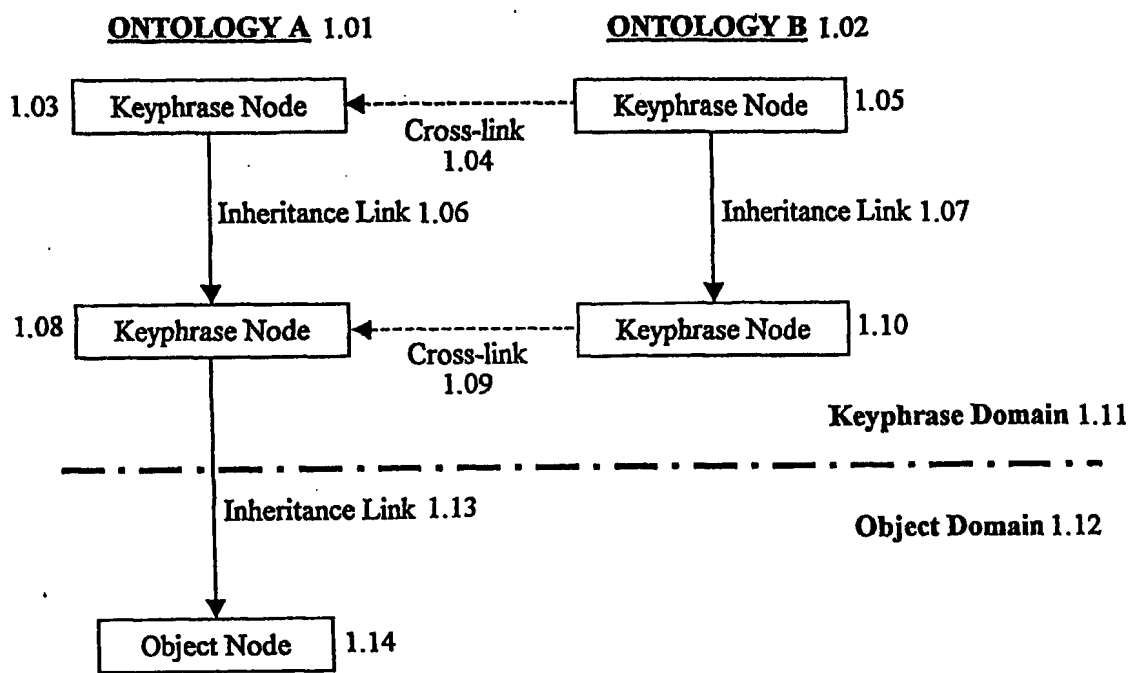 ONTOLOGY A 1.01
ONTOLOGY B 1.02
1.03
Keyphrase Node
Keyphrase Node
1.05
Cross-link
1.04
Inheritance Link 1.06
Inheritance Link 1.07
1.08
Keyphrase Node
Keyphrase Node
1.10
Cross-link
1.09
Keyphrase Domain 1.11
Inheritance Link 1.13
Object Domain 1.12
Object Node
1.14